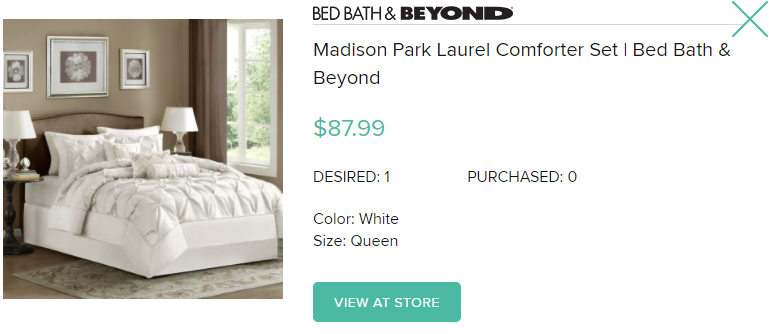 BED BATH & BEYOND
Madison Park Laurel Comforter Set | Bed Bath &
Beyond
$87.99
DESIRED: 1 PURCHASED: 0
Color: White
Size: Queen
VIEW AT STORE